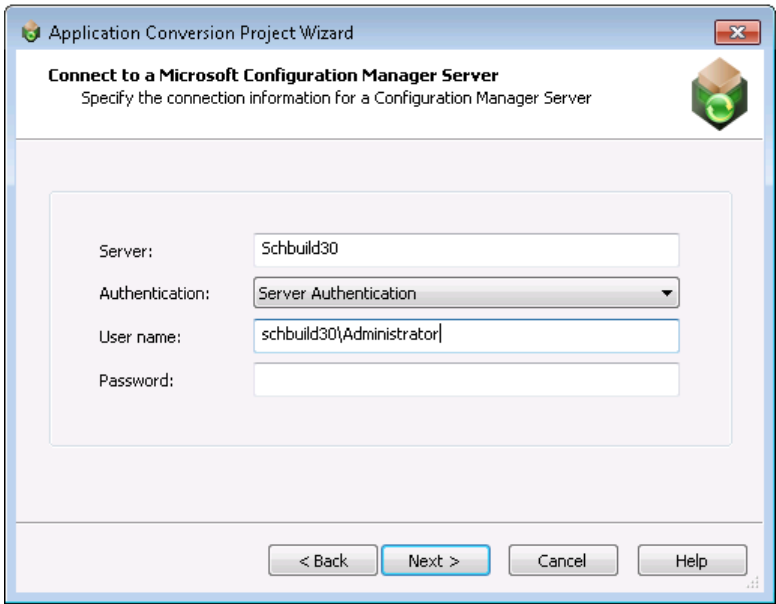 Application Conversion Project Wizard
Connect to a Microsoft Configuration Manager Server
Specify the connection information for a Configuration Manager Server
Server: Schbuild30
Authentication: Server Authentication
User name: schbuild30\Administrator
Password:
< Back Next > Cancel Help